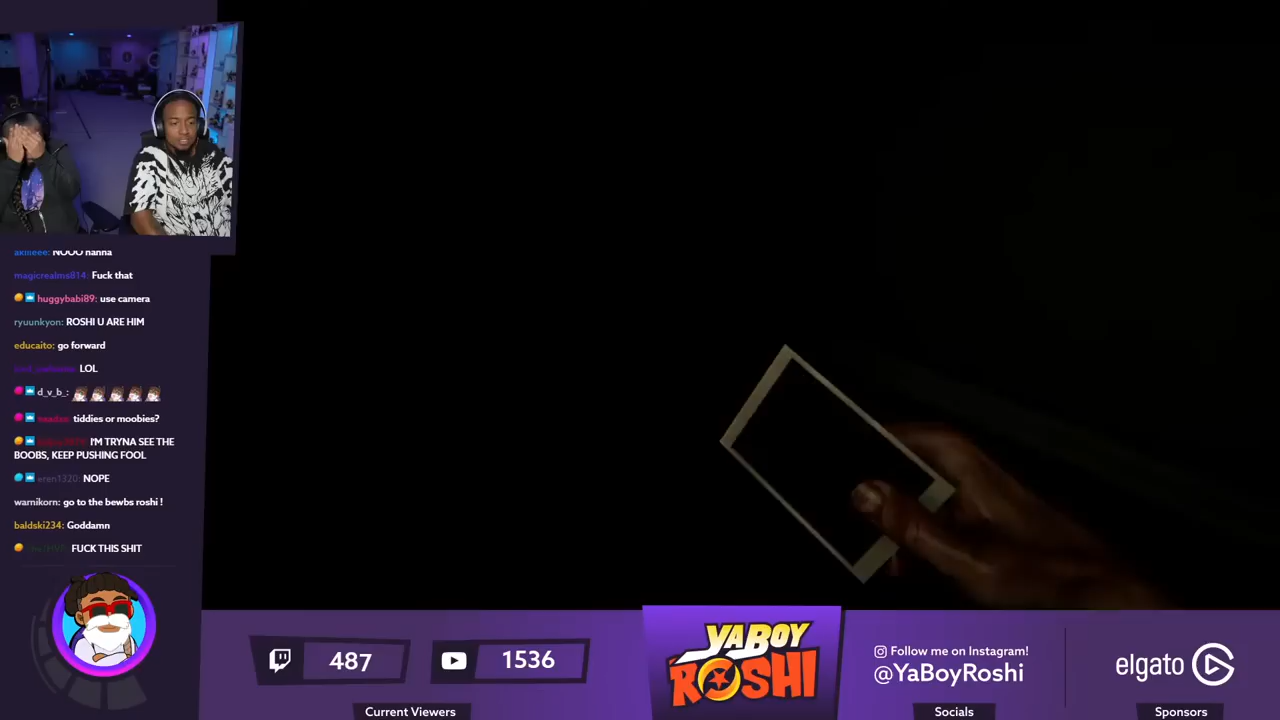 akilleee: NOOO nanna
magicrealms814: Fuck that
huggybabi89: use camera
ryuunkyon: ROSHI U ARE HIM
educaito: go forward
LOL
d_v_b_:
tiddies or moobies?
I'M TRYNA SEE THE
BOOBS, KEEP PUSHING FOOL
eren1320: NOPE
warnikorn: go to the bewbs roshi !
baldski234: Goddamn
FUCK THIS SHIT
487
1536
Current Viewers
YABOY
ROSHI
Follow me on Instagram!
@YaBoyRoshi
Socials
elgato
Sponsors